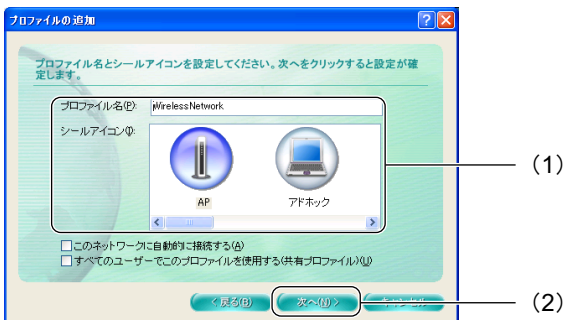 プロファイルの追加
プロファイル名とシールアイコンを設定してください。次へをクリックすると設定が確
定します。
プロファイル名(P):
WirelessNetwork
シールアイコン(I):
AP
アドホック
(1)
このネットワークに自動的に接続する(A)
すべてのユーザーでこのプロファイルを使用する(共有プロファイル)(U)
< 戻る(B)
次へ(N) >
キャンセル
(2)